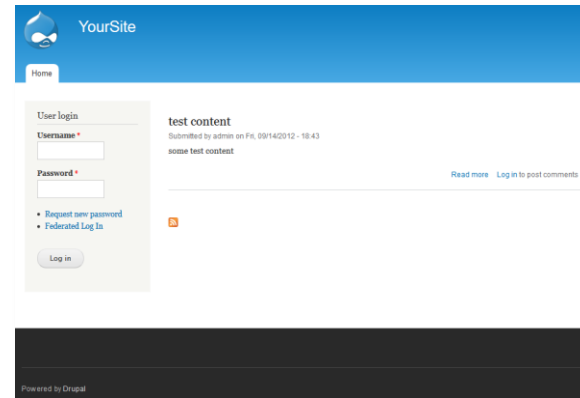 YourSite
Home
User login
Username *
Password *
Request new password
Federated Log In
Log in
test content
Submitted by admin on Fri, 09/14/2012 - 18:43
some test content
Read more Log in to post comments
Powered by Drupal